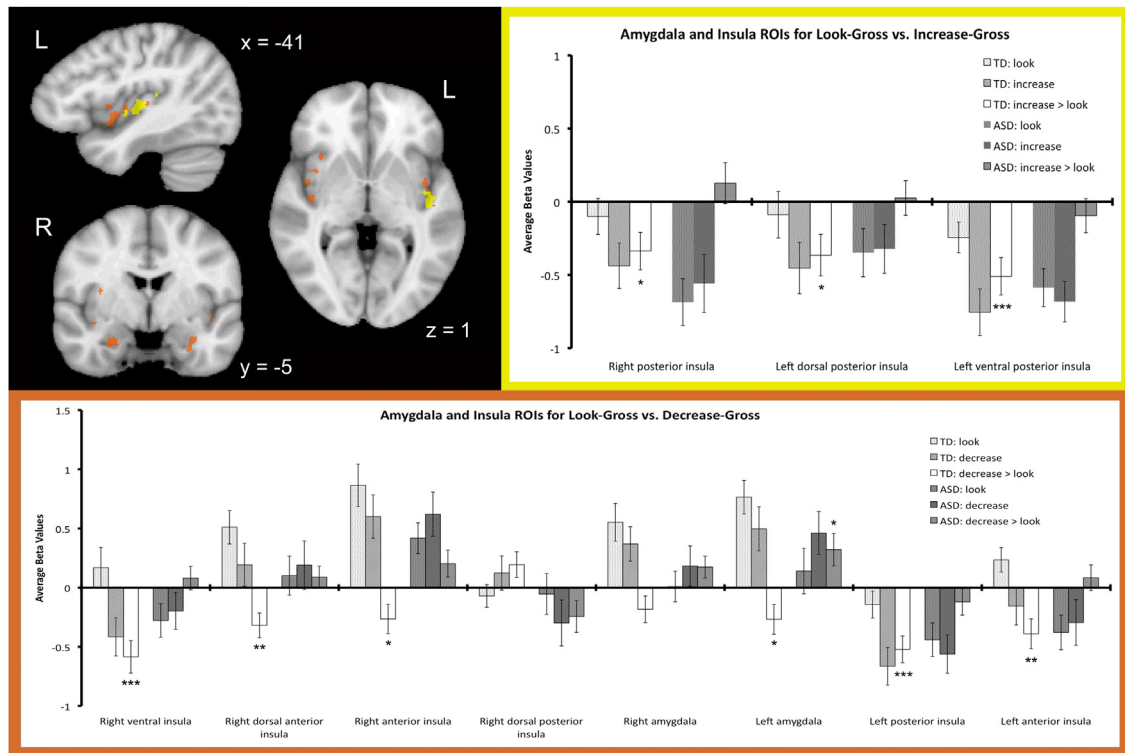 L
x = -41
L
R
z = 1
y = -5
Amygdala and Insula ROIs for Look-Gross vs. Increase-Gross
TD: look
TD: increase
TD: increase > look
ASD: look
ASD: increase
ASD: increase > look
Average Beta Values
1
0.5
0
-0.5
-1
*
*
***
Right posterior insula
Left dorsal posterior insula
Left ventral posterior insula
Amygdala and Insula ROIs for Look-Gross vs. Decrease-Gross
TD: look
TD: decrease
TD: decrease > look
ASD: look
ASD: decrease
ASD: decrease > look
Average Beta Values
1.5
1
0.5
0
-0.5
-1
***
**
*
*
*
***
**
Right ventral insula
Right dorsal anterior
insula
Right anterior insula
Right dorsal posterior
insula
Right amygdala
Left amygdala
Left posterior insula
Left anterior insula